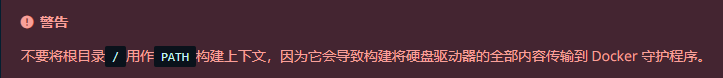 警告
不要将根目录 / 用作 PATH 构建上下文，因为它会导致构建将硬盘驱动器的全部内容传输到 Docker 守护程序。